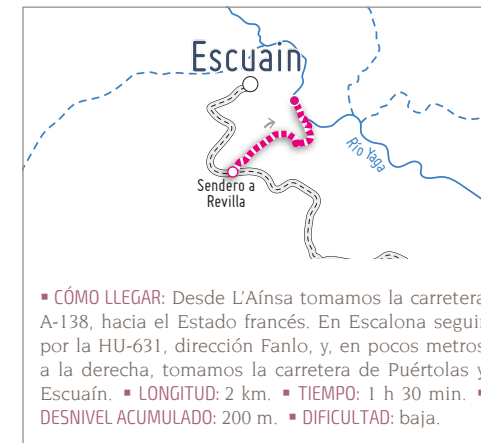 Escuain
Río Yaga
Sendero a
Revilla
▪ CÓMO LLEGAR: Desde L'Aínsa tomamos la carretera
A-138, hacia el Estado francés. En Escalona seguir
por la HU-631, dirección Fanlo, y, en pocos metros
a la derecha, tomamos la carretera de Puértolas y
Escuaín. ▪ LONGITUD: 2 km. ▪ TIEMPO: 1 h 30 min. ▪
DESNIVEL ACUMULADO: 200 m. ▪ DIFICULTAD: baja.